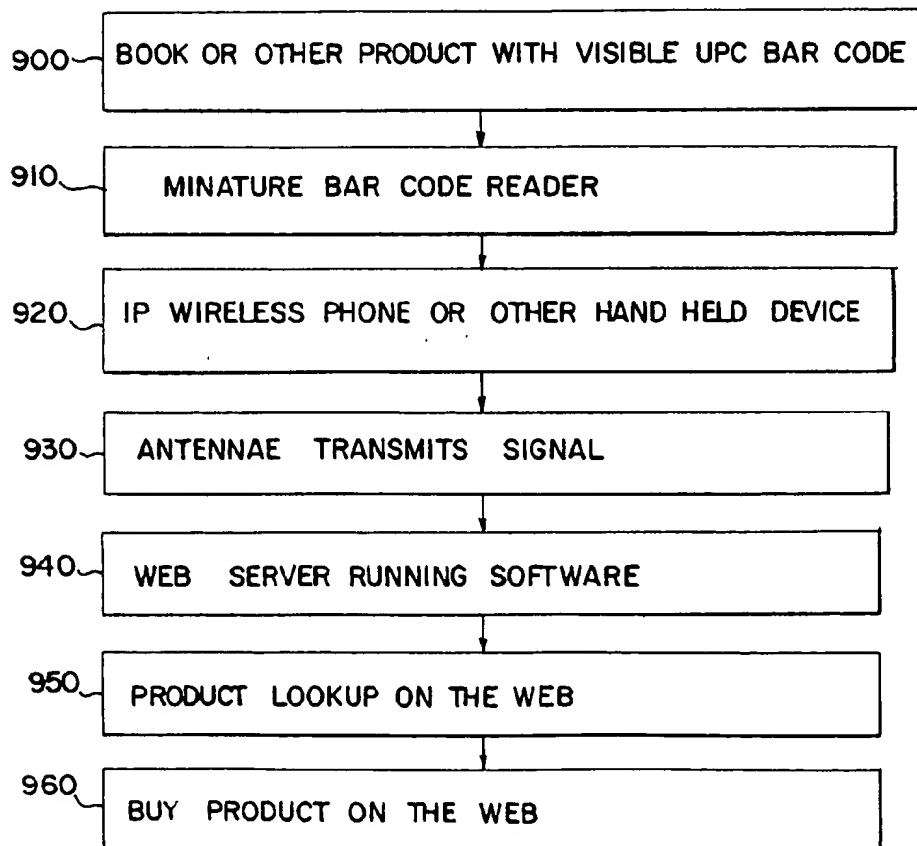 900 BOOK OR OTHER PRODUCT WITH VISIBLE UPC BAR CODE
910 MINATURE BAR CODE READER
920 IP WIRELESS PHONE OR OTHER HAND HELD DEVICE
930 ANTENNAE TRANSMITS SIGNAL
940 WEB SERVER RUNNING SOFTWARE
950 PRODUCT LOOKUP ON THE WEB
960 BUY PRODUCT ON THE WEB